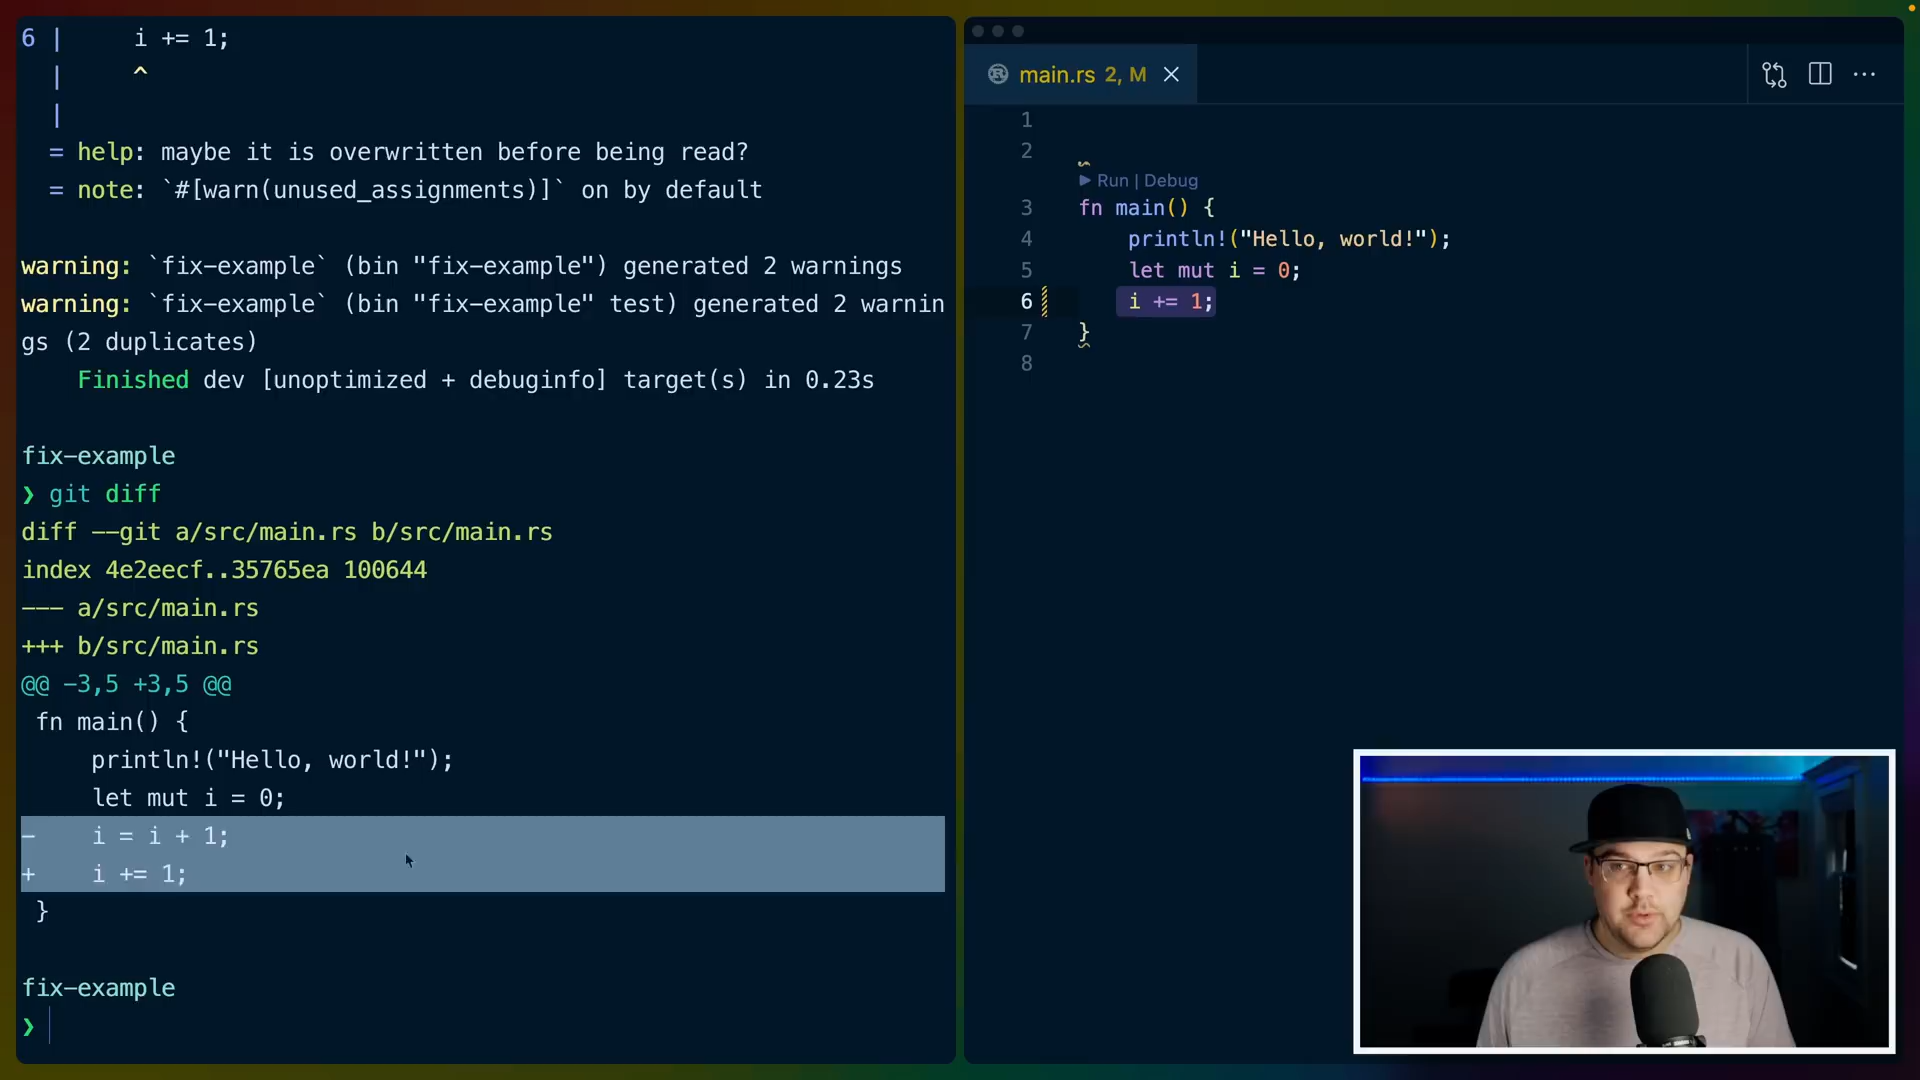 6 |     i += 1;
  |     ^
  |
  = help: maybe it is overwritten before being read?
  = note: `#[warn(unused_assignments)]` on by default
warning: `fix-example` (bin "fix-example") generated 2 warnings
warning: `fix-example` (bin "fix-example" test) generated 2 warnin
gs (2 duplicates)
    Finished dev [unoptimized + debuginfo] target(s) in 0.23s
fix-example
❯ git diff
diff --git a/src/main.rs b/src/main.rs
index 4e2eecf..35765ea 100644
--- a/src/main.rs
+++ b/src/main.rs
@@ -3,5 +3,5 @@
 fn main() {
     println!("Hello, world!");
     let mut i = 0;
-    i = i + 1;
+    i += 1;
 }
fix-example
❯
main.rs 2, M
1
2
Run | Debug
3 fn main() {
4     println!("Hello, world!");
5     let mut i = 0;
6     i += 1;
7 }
8